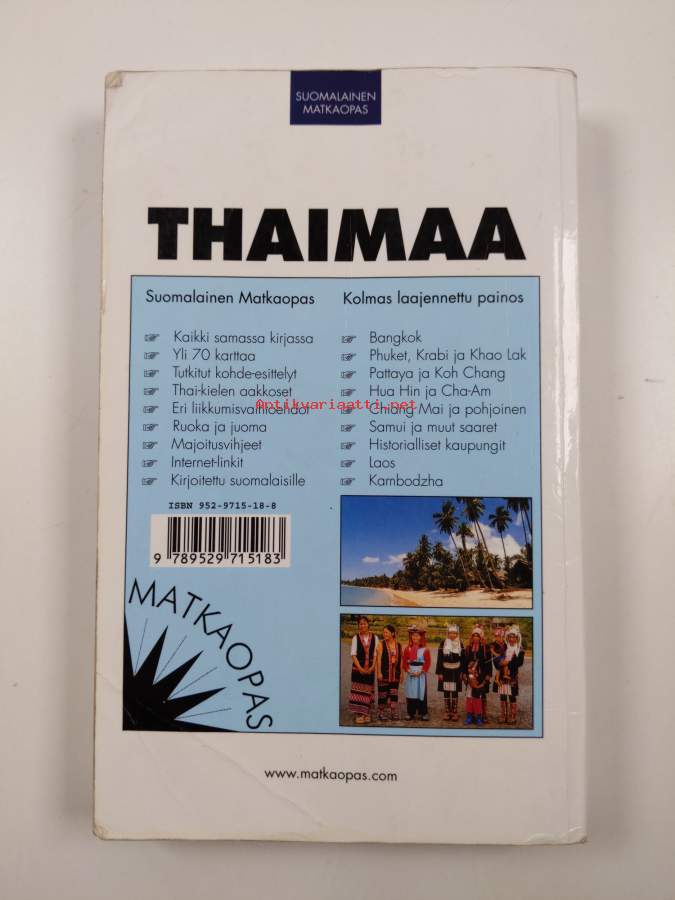 SUOMALAINEN
MATKAOPAS
THAIMAA
Suomalainen Matkaopas
☞ Kaikki samassa kirjassa
☞ Yli 70 karttaa
☞ Tutkitut kohde-esittelyt
☞ Thai-kielen aakkoset
☞ Eri liikkumisvaihtoehdot
☞ Ruoka ja juoma
☞ Majoitusvihjeet
☞ Internet-linkit
☞ Kirjoitettu suomalaisille
Kolmas laajennettu painos
☞ Bangkok
☞ Phuket, Krabi ja Khao Lak
☞ Pattaya ja Koh Chang
☞ Hua Hin ja Cha-Am
☞ Chiang Mai ja pohjoinen
☞ Samui ja muut saaret
☞ Historialliset kaupungit
☞ Laos
☞ Kambodzha
Antikvariaatti.net
ISBN 952-9715-18-8
9 789529 715183
MATKAOPAS
www.matkaopas.com